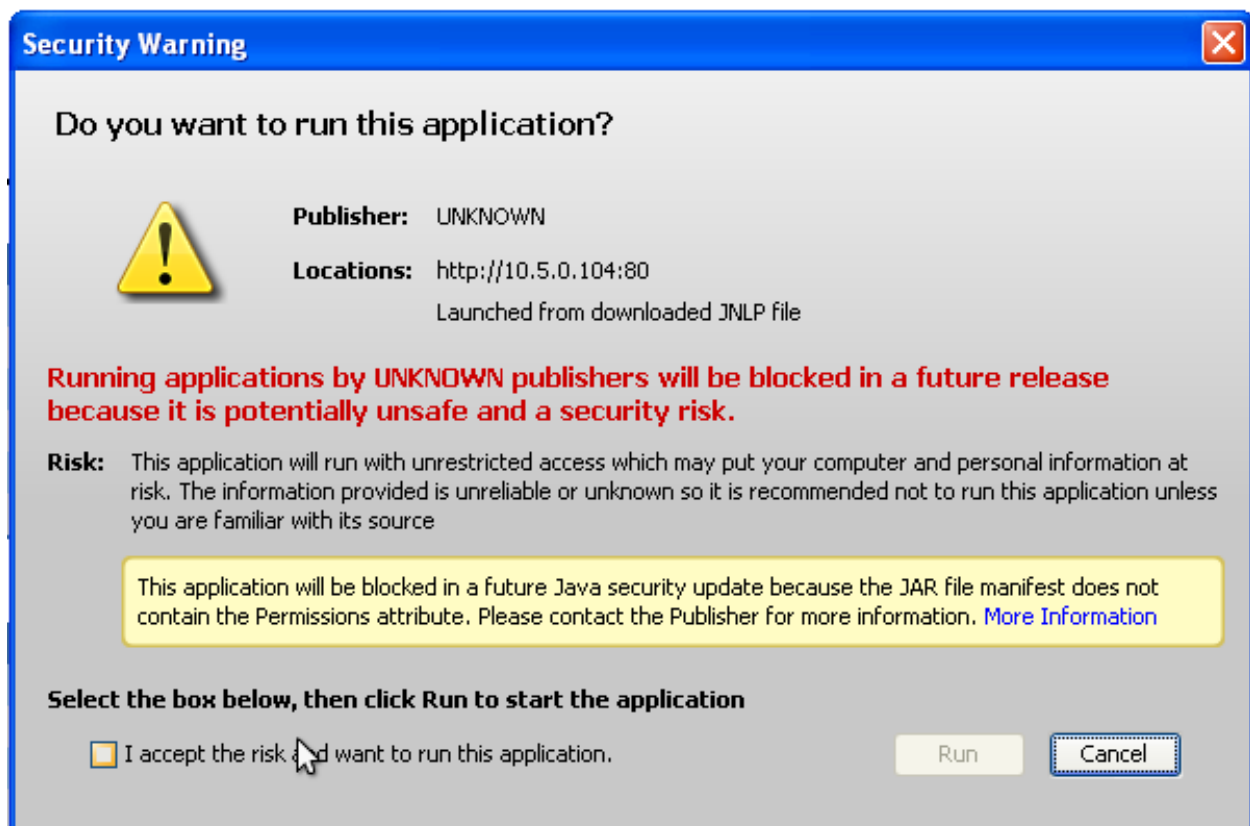 Security Warning
Do you want to run this application?
Publisher: UNKNOWN
Locations: http://10.5.0.104:80
Launched from downloaded JNLP file
Running applications by UNKNOWN publishers will be blocked in a future release
because it is potentially unsafe and a security risk.
Risk: This application will run with unrestricted access which may put your computer and personal information at
risk. The information provided is unreliable or unknown so it is recommended not to run this application unless
you are familiar with its source
This application will be blocked in a future Java security update because the JAR file manifest does not
contain the Permissions attribute. Please contact the Publisher for more information. More Information
Select the box below, then click Run to start the application
I accept the risk and want to run this application. Run Cancel